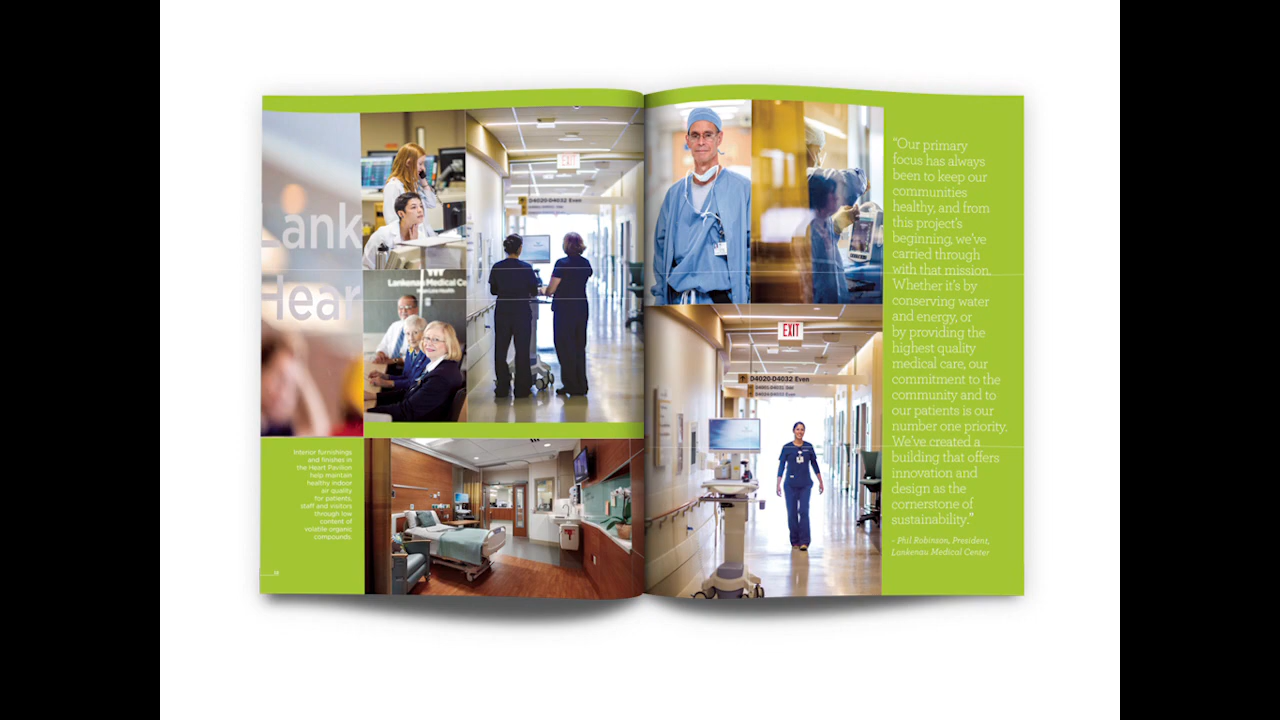 Lank
Hear
EXIT
D4020-D4032 Even
Lankenau Medical Ce
Interior furnishings
and finishes in
the Heart Pavilion
help maintain
healthy indoor
air quality
for patients,
staff and visitors
through low
content of
volatile organic
compounds.
EXIT
D4020-D4032 Even
"Our primary
focus has always
been to keep our
communities
healthy, and from
this project's
beginning, we've
carried through
with that mission.
Whether it's by
conserving water
and energy, or
by providing the
highest quality
medical care, our
commitment to the
community and to
our patients is our
number one priority.
We've created a
building that offers
innovation and
design as the
cornerstone of
sustainability."
– Phil Robinson, President,
Lankenau Medical Center